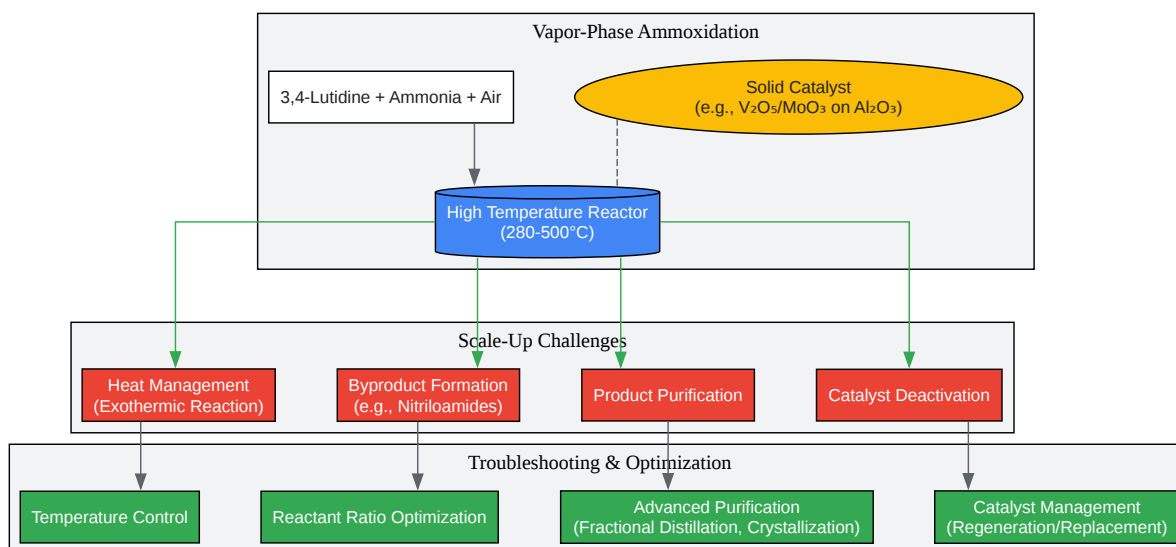 Vapor-Phase Ammoxidation
3,4-Lutidine + Ammonia + Air
Solid Catalyst
(e.g., V₂O₅/MoO₃ on Al₂O₃)
High Temperature Reactor
(280-500°C)
Scale-Up Challenges
Heat Management
(Exothermic Reaction)
Byproduct Formation
(e.g., Nitriloamides)
Product Purification
Catalyst Deactivation
Troubleshooting & Optimization
Temperature Control
Reactant Ratio Optimization
Advanced Purification
(Fractional Distillation, Crystallization)
Catalyst Management
(Regeneration/Replacement)